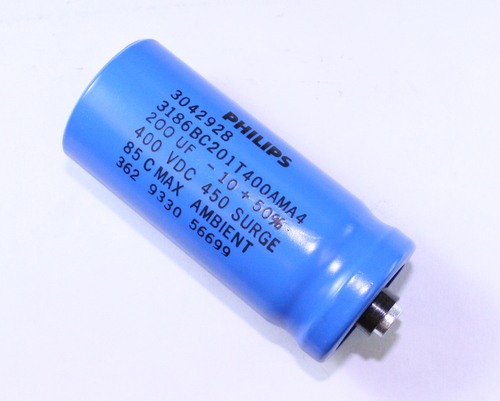 PHILIPS
3042928
3186BC201T400AMA4
200 UF - 10 + 50%
400 VDC 450 SURGE
85 C MAX AMBIENT
362 9330 56699